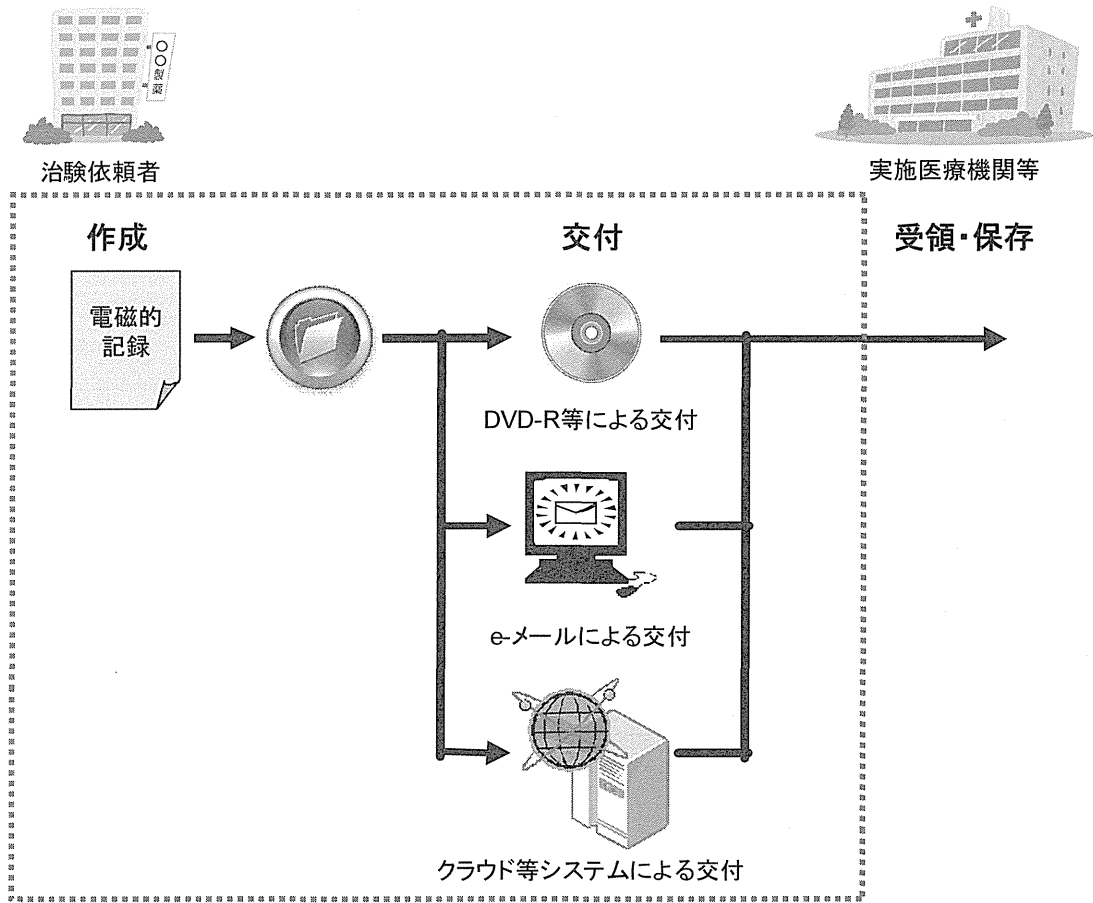 ○○製薬
治験依頼者
実施医療機関等
作成
交付
受領・保存
電磁的
記録
DVD-R等による交付
e-メールによる交付
クラウド等システムによる交付